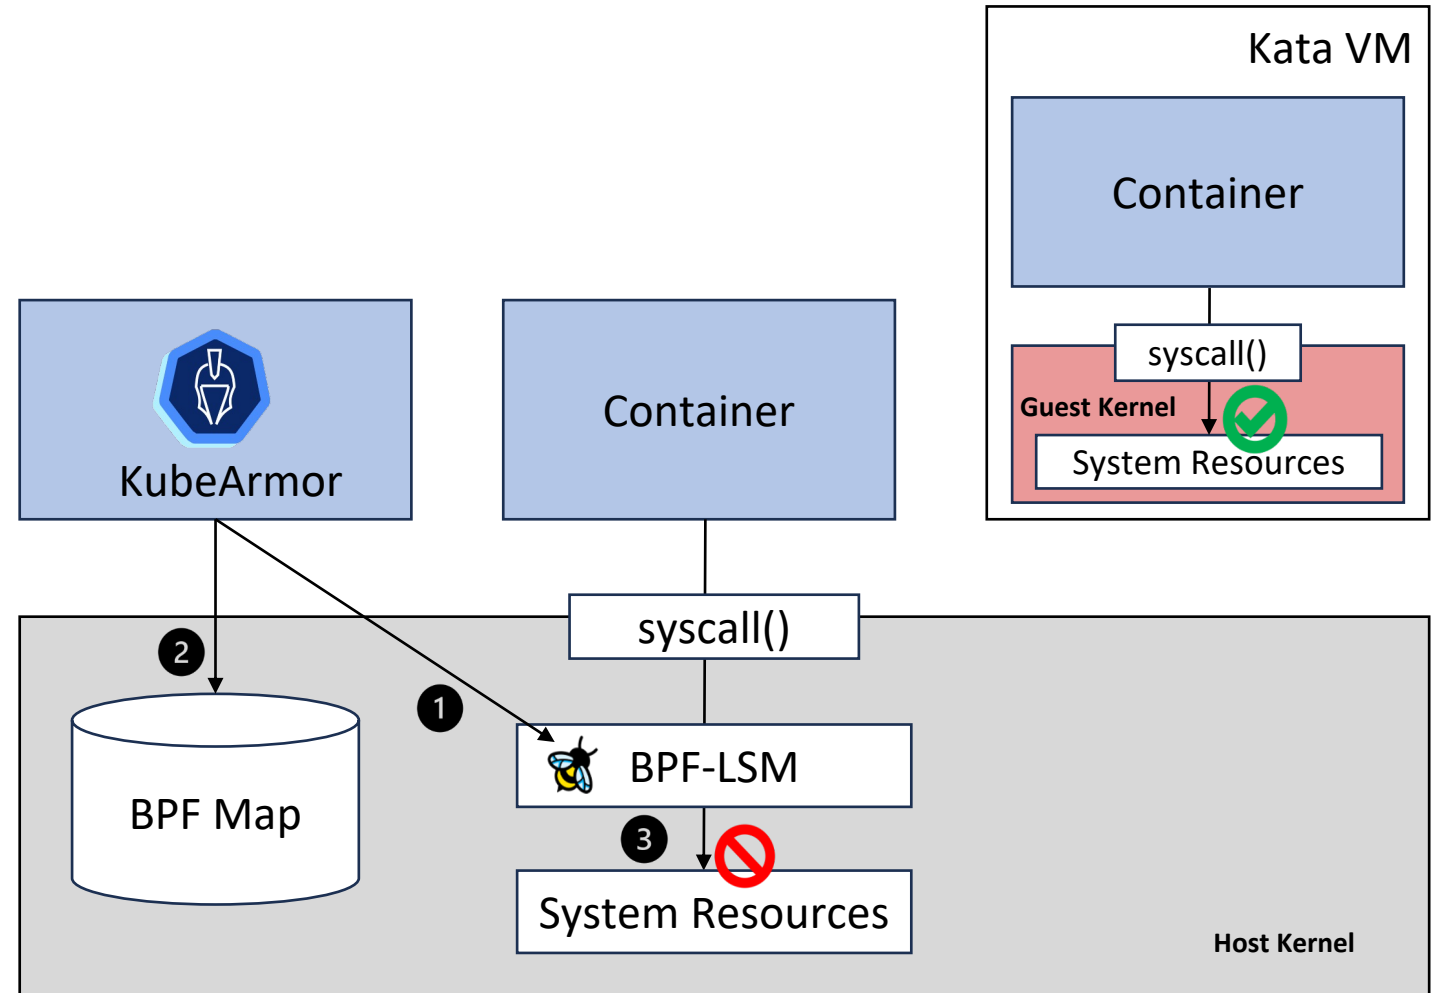 Kata VM
Container
syscall()
Guest Kernel
System Resources
KubeArmor
Container
syscall()
2
1
BPF-LSM
BPF Map
3
System Resources
Host Kernel